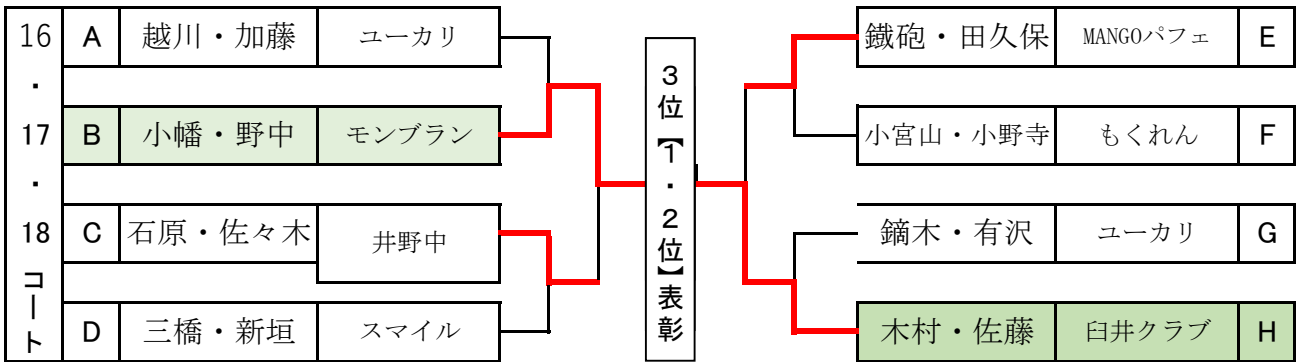 16・17・18コート
A 越川・加藤 ユーカリ
B 小幡・野中 モンブラン
C 石原・佐々木 井野中
D 三橋・新垣 スマイル
3位【1・2位】表彰
鐵砲・田久保 MANGOパフェ E
小宮山・小野寺 もくれん F
鏑木・有沢 ユーカリ G
木村・佐藤 臼井クラブ H